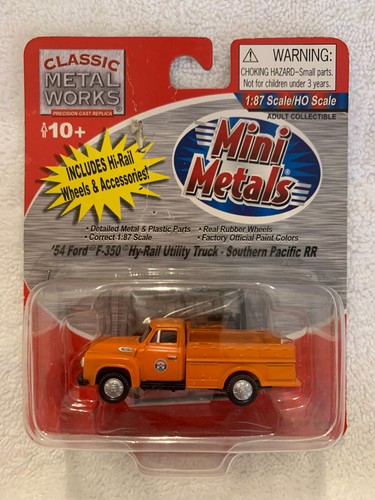 CLASSIC
METAL
WORKS®
PRECISION CAST REPLICA
10+
⚠ WARNING:
CHOKING HAZARD-Small parts.
Not for children under 3 years.
1:87 Scale/HO Scale
ADULT COLLECTIBLE
INCLUDES Hi-Rail
Wheels & Accessories!
Mini
Metals®
• Detailed Metal & Plastic Parts
• Real Rubber Wheels
• Correct 1:87 Scale
• Factory Official Paint Colors
'54 Ford® F-350® Hy-Rail Utility Truck - Southern Pacific RR